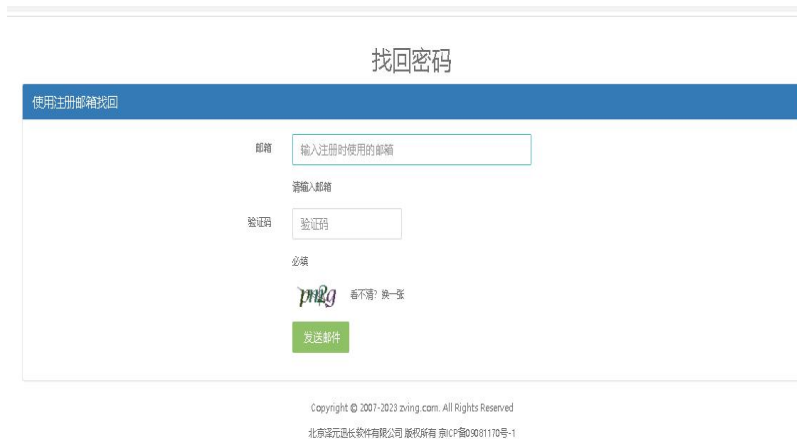 找回密码
使用注册邮箱找回
邮箱 输入注册时使用的邮箱
请输入邮箱
验证码 验证码
必填
看不清？换一张
发送邮件
Copyright © 2007-2023 zving.com. All Rights Reserved
北京泽元迅长软件有限公司 版权所有 京ICP备09081170号-1